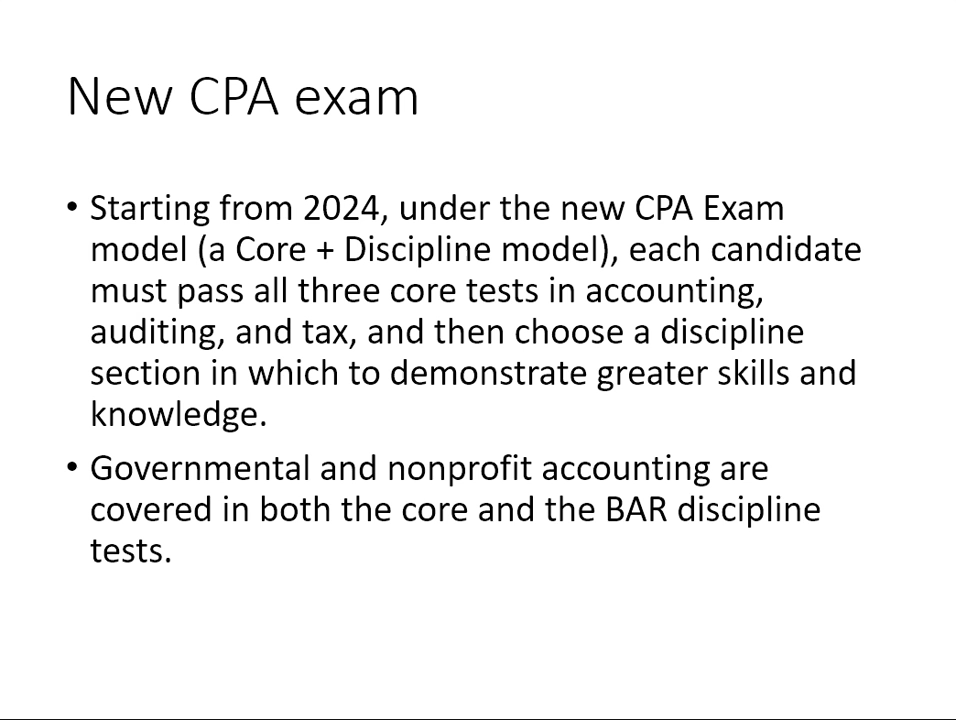 New CPA exam
• Starting from 2024, under the new CPA Exam
model (a Core + Discipline model), each candidate
must pass all three core tests in accounting,
auditing, and tax, and then choose a discipline
section in which to demonstrate greater skills and
knowledge.
• Governmental and nonprofit accounting are
covered in both the core and the BAR discipline
tests.